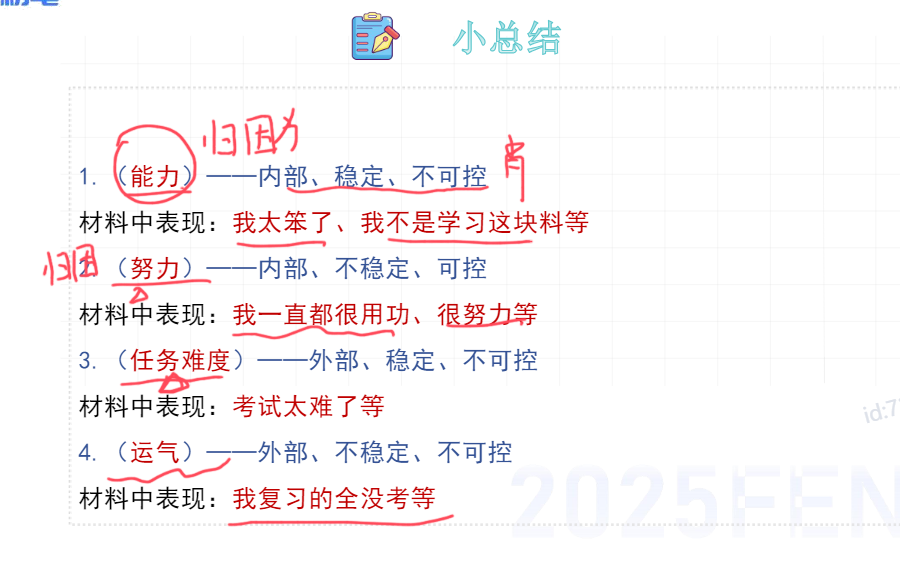 小总结
归因为
1.（能力）——内部、稳定、不可控
材料中表现：我太笨了、我不是学习这块料等
归因
2.（努力）——内部、不稳定、可控
材料中表现：我一直都很用功、很努力等
3.（任务难度）——外部、稳定、不可控
材料中表现：考试太难了等
id:7
4.（运气）——外部、不稳定、不可控
材料中表现：我复习的全没考等
2025FEN